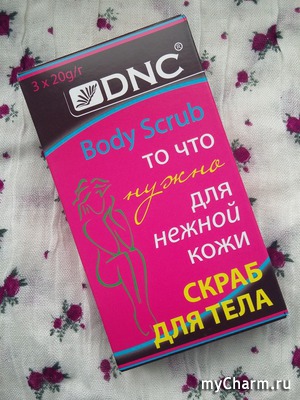 3 x 20g/г
DNC®
Body Scrub
то что
нужно
для
нежной
кожи
СКРАБ
ДЛЯ ТЕЛА
myCharm.ru